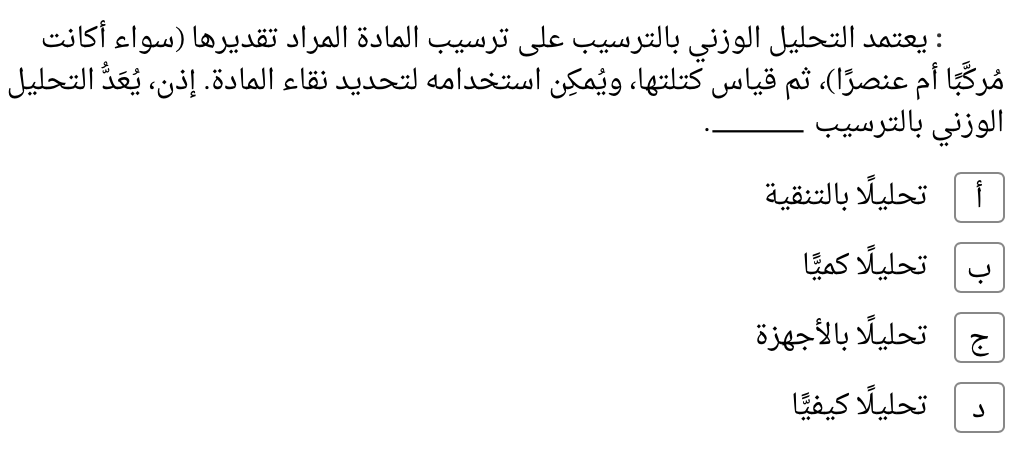 : يعتمد التحليل الوزني بالترسيب على ترسيب المادة المراد تقديرها (سواء أكانت
مُركَّبًا أم عنصرًا)، ثم قياس كتلتها، ويُمكِن استخدامه لتحديد نقاء المادة. إذن، يُعَدُّ التحليل
الوزني بالترسيب ______.
أ تحليلًا بالتنقية
ب تحليلًا كميًّا
ج تحليلًا بالأجهزة
د تحليلًا كيفيًّا